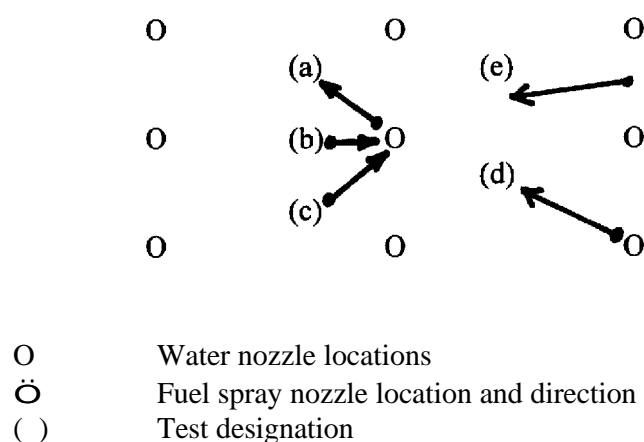 O O O
(a) (e)
(b)
O O O
(c) (d)
O O O
O Water nozzle locations
Ö Fuel spray nozzle location and direction
( ) Test designation